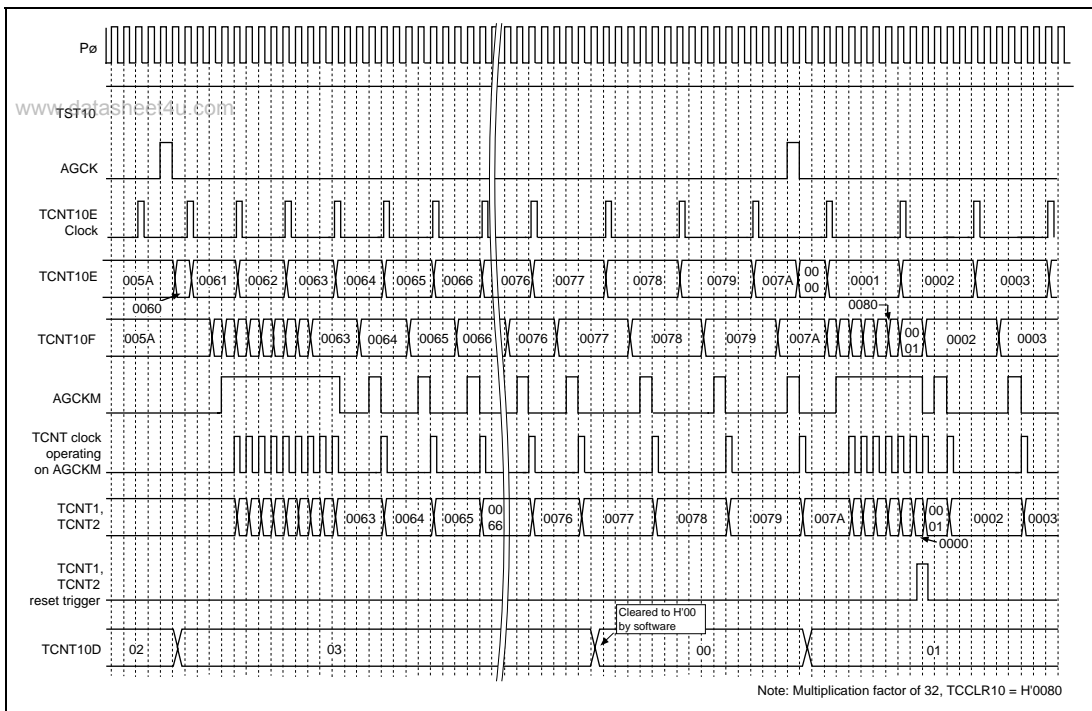 Pø
www.datasheet4u.com
TST10
AGCK
TCNT10E
Clock
TCNT10E
005A
0061
0062
0063
0064
0065
0066
0076
0077
0078
0079
007A
00
00
0001
0002
0003
0060
0080
TCNT10F
005A
0063
0064
0065
0066
0076
0077
0078
0079
007A
00
01
0002
0003
AGCKM
TCNT clock
operating
on AGCKM
TCNT1,
TCNT2
0063
0064
0065
00
66
0076
0077
0078
0079
007A
00
01
0002
0003
0000
TCNT1,
TCNT2
reset trigger
Cleared to H'00
by software
TCNT10D
02
03
00
01
Note: Multiplication factor of 32, TCCLR10 = H'0080